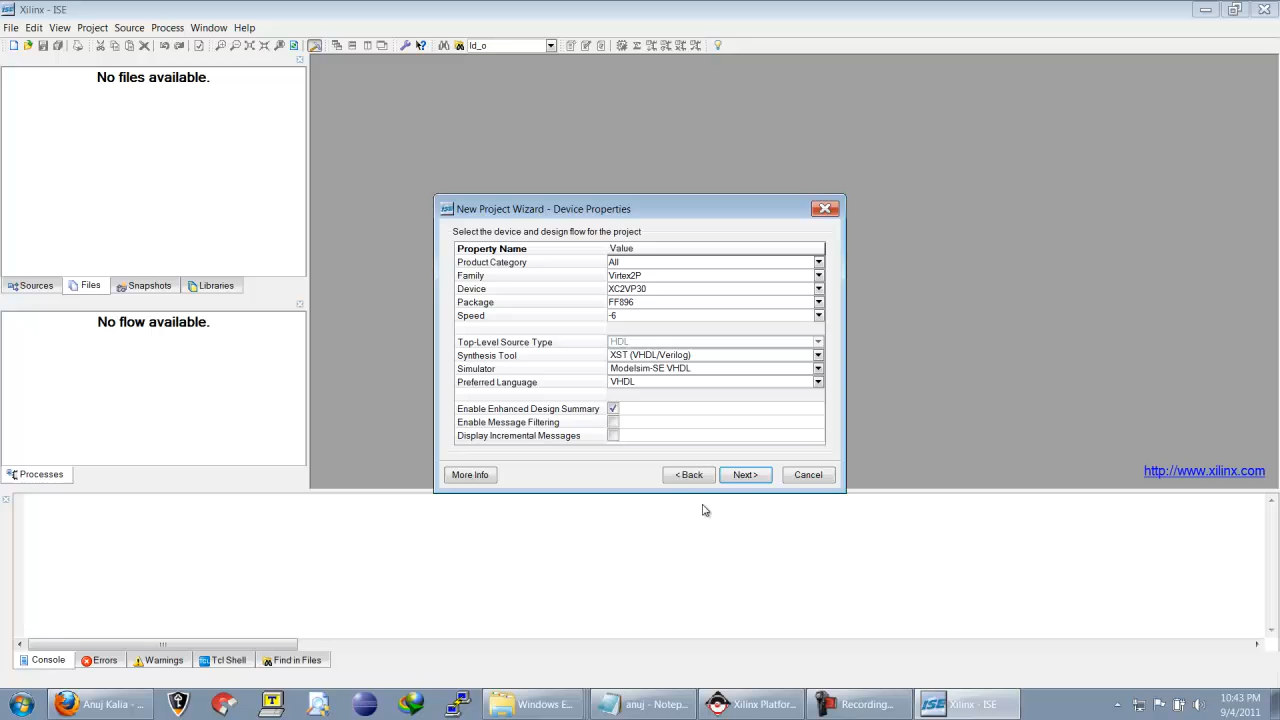 Xilinx - ISE
File Edit View Project Source Process Window Help
ld_o
No files available.
Sources Files Snapshots Libraries
No flow available.
Processes
New Project Wizard - Device Properties
Select the device and design flow for the project
Property Name Value
Product Category All
Family Virtex2P
Device XC2VP30
Package FF896
Speed -6
Top-Level Source Type HDL
Synthesis Tool XST (VHDL/Verilog)
Simulator Modelsim-SE VHDL
Preferred Language VHDL
Enable Enhanced Design Summary
Enable Message Filtering
Display Incremental Messages
More Info < Back Next > Cancel
http://www.xilinx.com
Console Errors Warnings Tcl Shell Find in Files
Anuj Kalia - ... Windows E... anuj - Notep... Xilinx Platfor... Recording... Xilinx - ISE
10:43 PM
9/4/2011